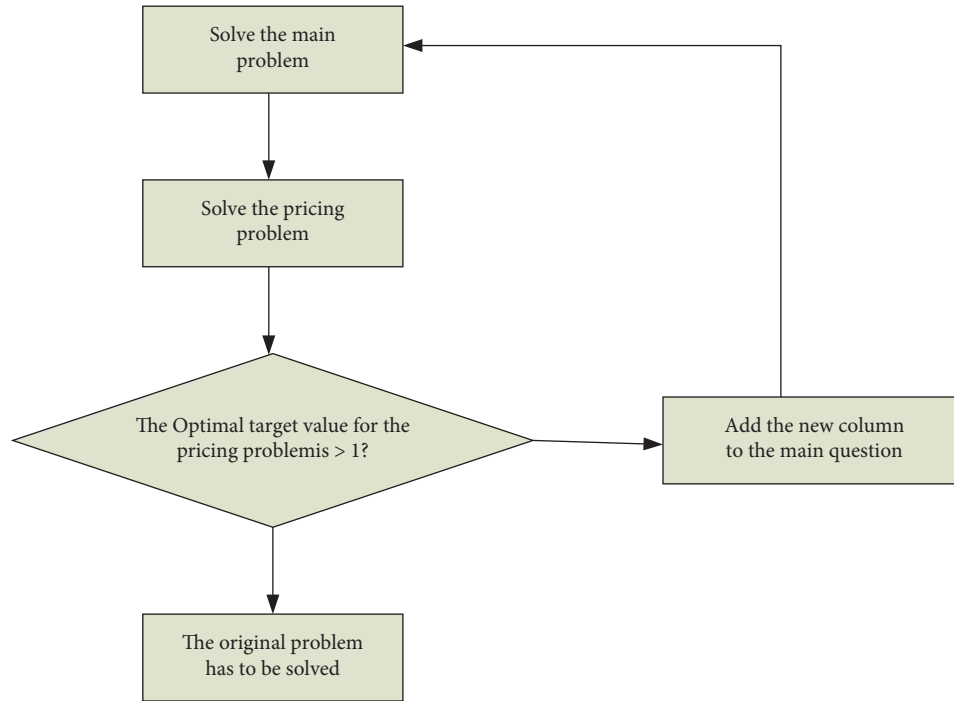 Solve the main
problem
Solve the pricing
problem
The Optimal target value for the
pricing problemis > 1?
Add the new column
to the main question
The original problem
has to be solved